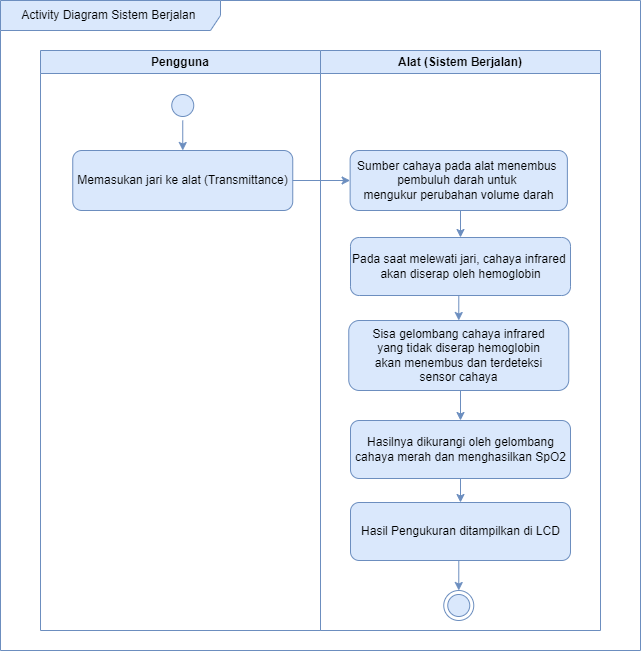 Activity Diagram Sistem Berjalan
Pengguna
Alat (Sistem Berjalan)
Memasukan jari ke alat (Transmittance)
Sumber cahaya pada alat menembus
pembuluh darah untuk
mengukur perubahan volume darah
Pada saat melewati jari, cahaya infrared
akan diserap oleh hemoglobin
Sisa gelombang cahaya infrared
yang tidak diserap hemoglobin
akan menembus dan terdeteksi
sensor cahaya
Hasilnya dikurangi oleh gelombang
cahaya merah dan menghasilkan SpO2
Hasil Pengukuran ditampilkan di LCD